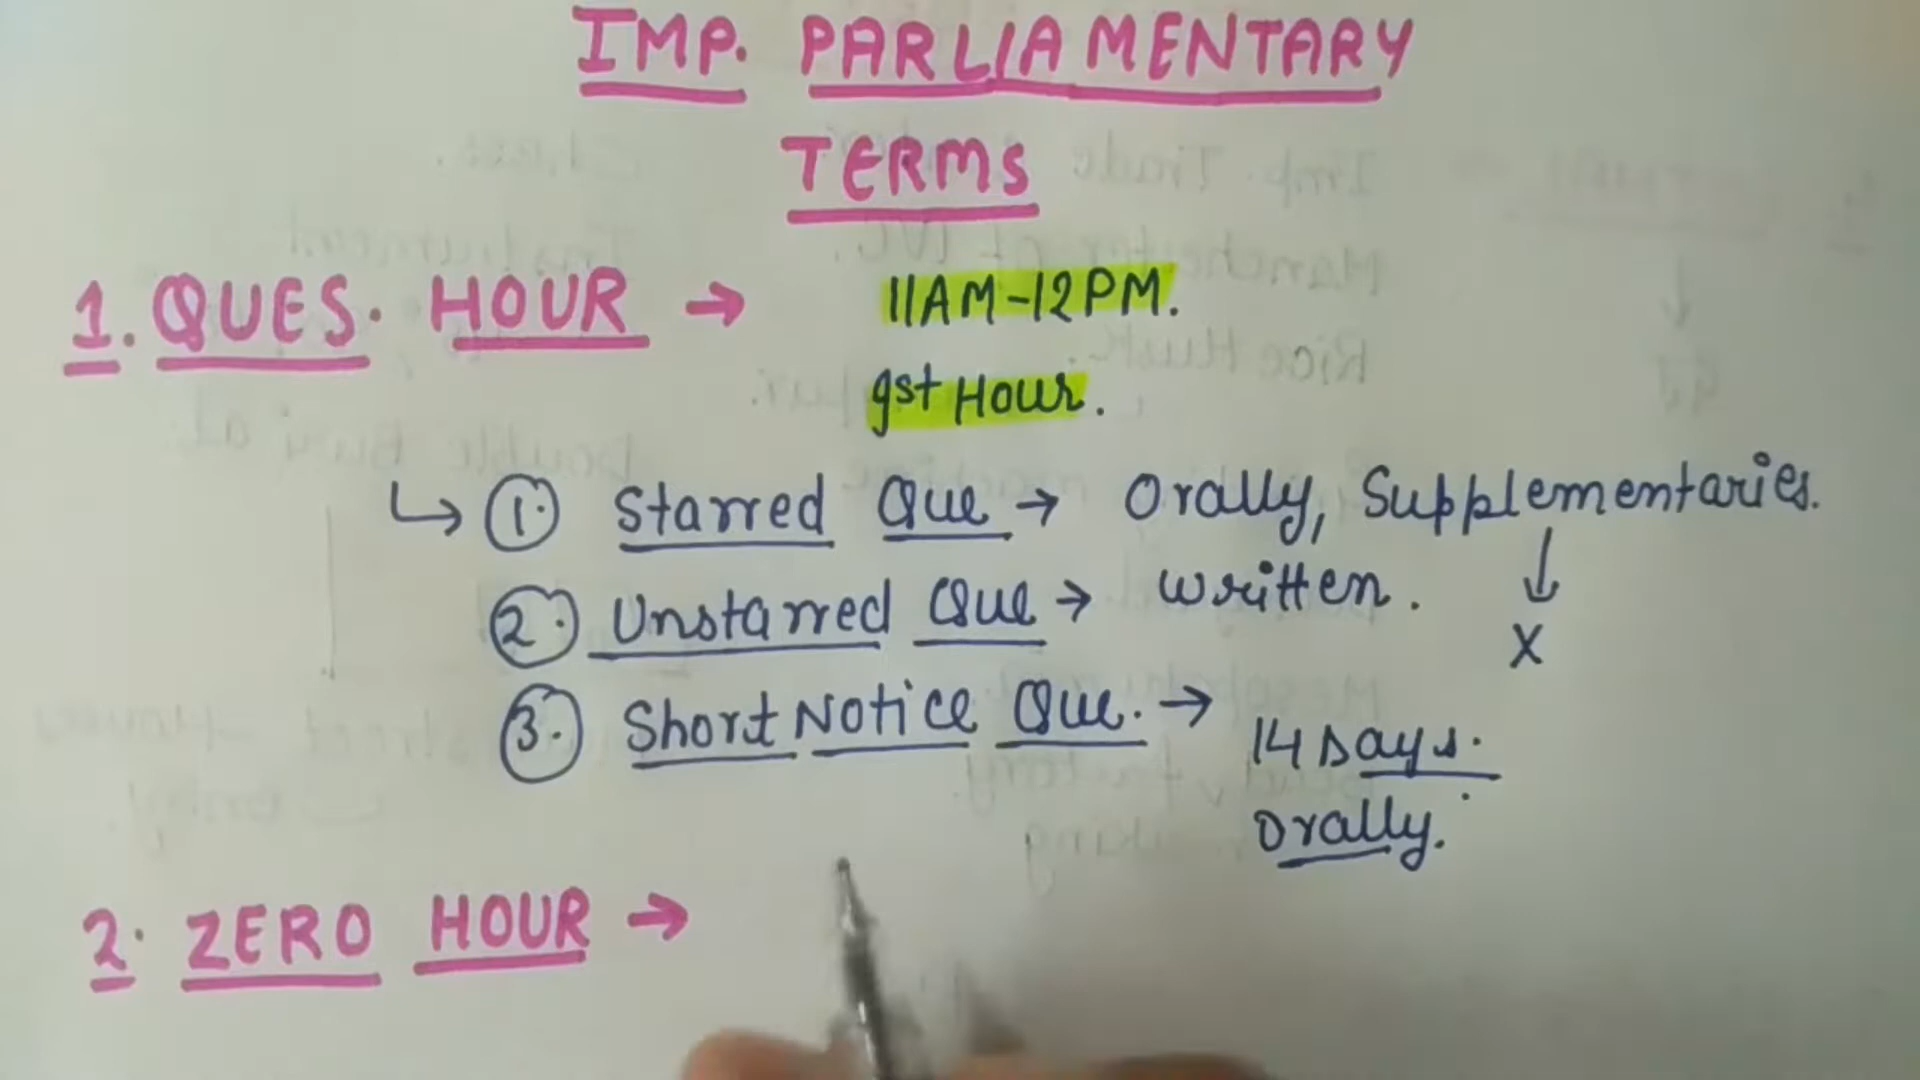 IMP. PARLIAMENTARY
TERMS
1. QUES. HOUR → 11AM-12PM.
gst Hour.
↳ 1. Starred Que → Orally, Supplementaries.
↓
2. Unstarred Que → written. X
3. Short Notice Que. → 14 Days.
orally.
2. ZERO HOUR →